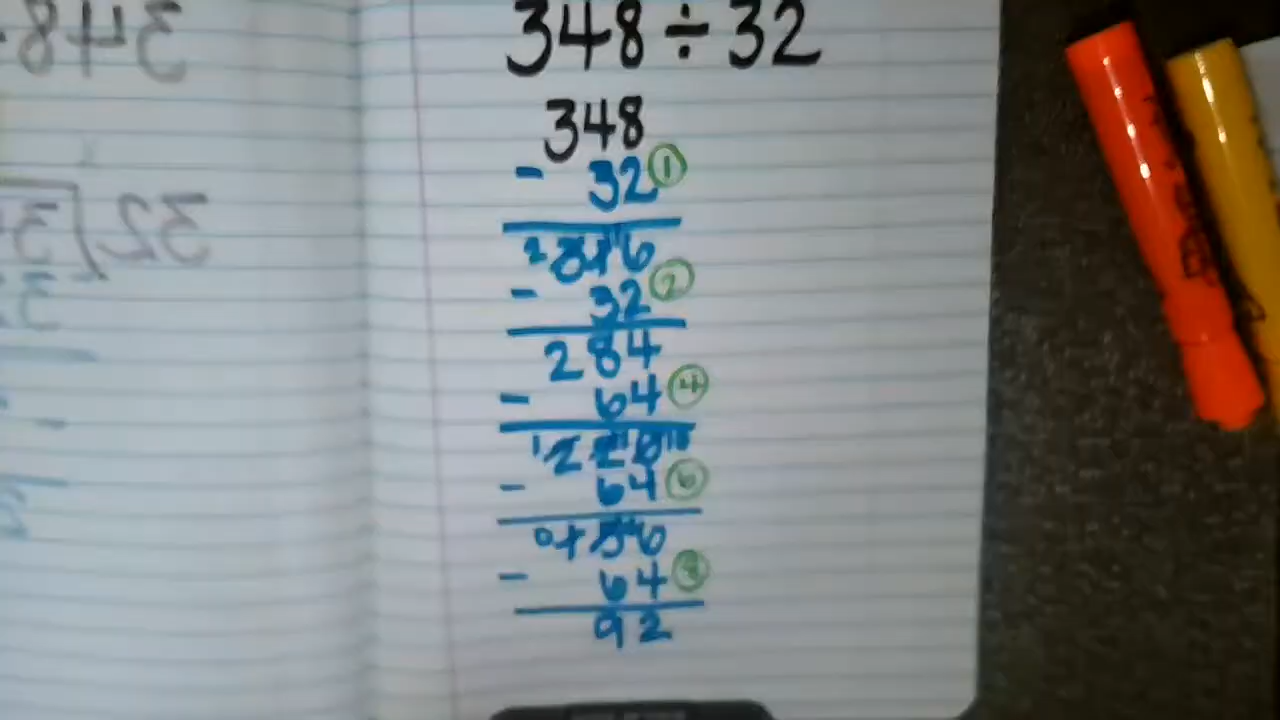 348 ÷ 32
348
- 32 ①
316
- 32 ②
284
- 64 ④
220
- 64 ⑥
156
- 64 ⑧
92